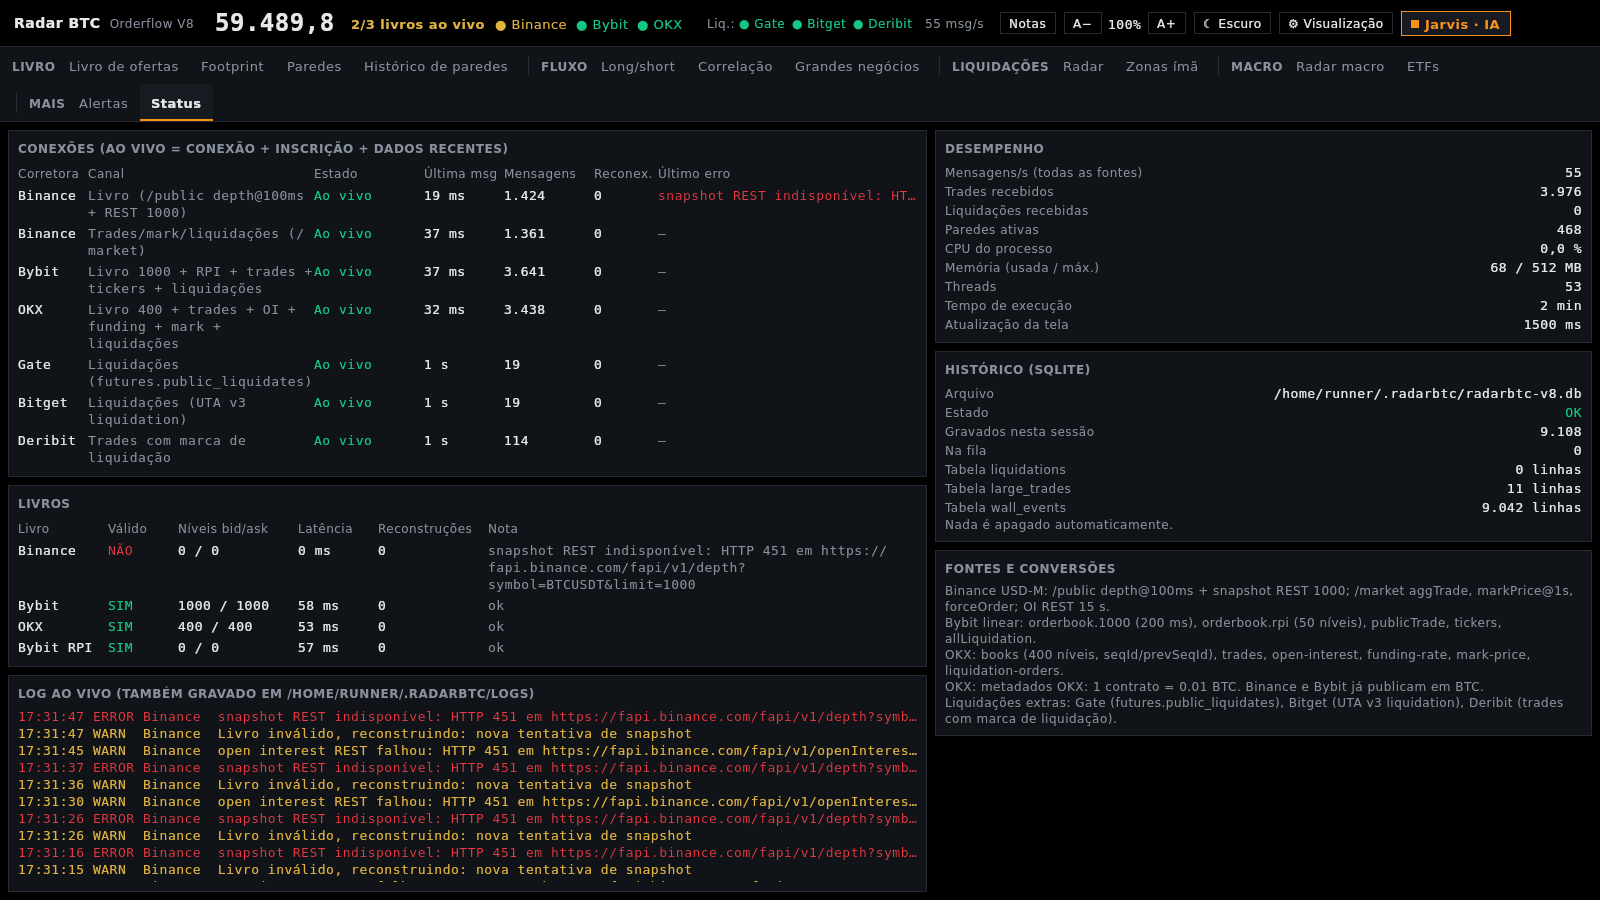 Radar BTC Orderflow V8 59.489,8 2/3 livros ao vivo ● Binance ● Bybit ● OKX Liq.: ● Gate ● Bitget ● Deribit 55 msg/s Notas A− 100% A+ ☾ Escuro ⚙ Visualização ■ Jarvis · IA
LIVRO Livro de ofertas Footprint Paredes Histórico de paredes FLUXO Long/short Correlação Grandes negócios LIQUIDAÇÕES Radar Zonas ímã MACRO Radar macro ETFs
MAIS Alertas Status
CONEXÕES (AO VIVO = CONEXÃO + INSCRIÇÃO + DADOS RECENTES)
Corretora Canal Estado Última msg Mensagens Reconex. Último erro
Binance Livro (/public depth@100ms Ao vivo 19 ms 1.424 0 snapshot REST indisponível: HT…
+ REST 1000)
Binance Trades/mark/liquidações (/ Ao vivo 37 ms 1.361 0 –
market)
Bybit Livro 1000 + RPI + trades + Ao vivo 37 ms 3.641 0 –
tickers + liquidações
OKX Livro 400 + trades + OI + Ao vivo 32 ms 3.438 0 –
funding + mark +
liquidações
Gate Liquidações Ao vivo 1 s 19 0 –
(futures.public_liquidates)
Bitget Liquidações (UTA v3 Ao vivo 1 s 19 0 –
liquidation)
Deribit Trades com marca de Ao vivo 1 s 114 0 –
liquidação
LIVROS
Livro Válido Níveis bid/ask Latência Reconstruções Nota
Binance NÃO 0 / 0 0 ms 0 snapshot REST indisponível: HTTP 451 em https://
fapi.binance.com/fapi/v1/depth?
symbol=BTCUSDT&limit=1000
Bybit SIM 1000 / 1000 58 ms 0 ok
OKX SIM 400 / 400 53 ms 0 ok
Bybit RPI SIM 0 / 0 57 ms 0 ok
LOG AO VIVO (TAMBÉM GRAVADO EM /HOME/RUNNER/.RADARBTC/LOGS)
17:31:47 ERROR Binance snapshot REST indisponível: HTTP 451 em https://fapi.binance.com/fapi/v1/depth?symb…
17:31:47 WARN Binance Livro inválido, reconstruindo: nova tentativa de snapshot
17:31:45 WARN Binance open interest REST falhou: HTTP 451 em https://fapi.binance.com/fapi/v1/openInteres…
17:31:37 ERROR Binance snapshot REST indisponível: HTTP 451 em https://fapi.binance.com/fapi/v1/depth?symb…
17:31:36 WARN Binance Livro inválido, reconstruindo: nova tentativa de snapshot
17:31:30 WARN Binance open interest REST falhou: HTTP 451 em https://fapi.binance.com/fapi/v1/openInteres…
17:31:26 ERROR Binance snapshot REST indisponível: HTTP 451 em https://fapi.binance.com/fapi/v1/depth?symb…
17:31:26 WARN Binance Livro inválido, reconstruindo: nova tentativa de snapshot
17:31:16 ERROR Binance snapshot REST indisponível: HTTP 451 em https://fapi.binance.com/fapi/v1/depth?symb…
17:31:15 WARN Binance Livro inválido, reconstruindo: nova tentativa de snapshot
DESEMPENHO
Mensagens/s (todas as fontes) 55
Trades recebidos 3.976
Liquidações recebidas 0
Paredes ativas 468
CPU do processo 0,0 %
Memória (usada / máx.) 68 / 512 MB
Threads 53
Tempo de execução 2 min
Atualização da tela 1500 ms
HISTÓRICO (SQLITE)
Arquivo /home/runner/.radarbtc/radarbtc-v8.db
Estado OK
Gravados nesta sessão 9.108
Na fila 0
Tabela liquidations 0 linhas
Tabela large_trades 11 linhas
Tabela wall_events 9.042 linhas
Nada é apagado automaticamente.
FONTES E CONVERSÕES
Binance USD-M: /public depth@100ms + snapshot REST 1000; /market aggTrade, markPrice@1s,
forceOrder; OI REST 15 s.
Bybit linear: orderbook.1000 (200 ms), orderbook.rpi (50 níveis), publicTrade, tickers,
allLiquidation.
OKX: books (400 níveis, seqId/prevSeqId), trades, open-interest, funding-rate, mark-price,
liquidation-orders.
OKX: metadados OKX: 1 contrato = 0.01 BTC. Binance e Bybit já publicam em BTC.
Liquidações extras: Gate (futures.public_liquidates), Bitget (UTA v3 liquidation), Deribit (trades
com marca de liquidação).